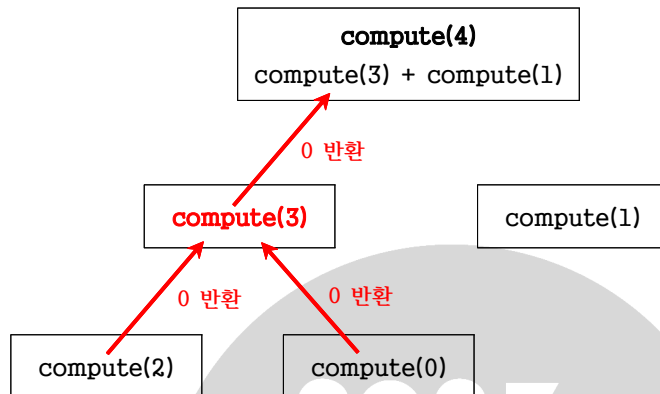 compute(4)
compute(3) + compute(1)
0 반환
compute(3)
compute(1)
0 반환
0 반환
compute(2)
compute(0)